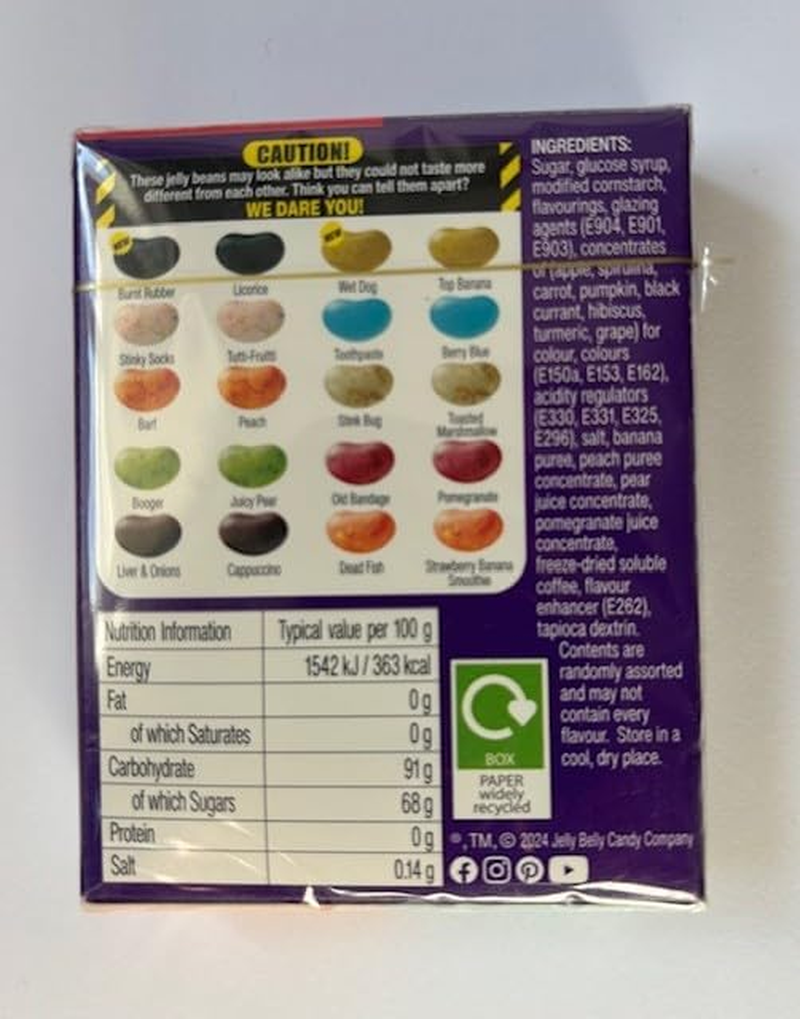 CAUTION!
These jelly beans may look alike but they could not taste more
different from each other. Think you can tell them apart?
WE DARE YOU!
NEW
NEW
Burnt Rubber
Licorice
Wet Dog
Top Banana
Stinky Socks
Tutti-Fruitti
Toothpaste
Berry Blue
Barf
Peach
Stink Bug
Toasted
Marshmallow
Booger
Juicy Pear
Old Bandage
Pomegranate
Liver & Onions
Cappuccino
Dead Fish
Strawberry Banana
Smoothie
Nutrition Information Typical value per 100 g
Energy 1542 kJ / 363 kcal
Fat 0 g
of which Saturates 0 g
Carbohydrate 91 g
of which Sugars 68 g
Protein 0 g
Salt 0.14 g
INGREDIENTS:
Sugar, glucose syrup,
modified cornstarch,
flavourings, glazing
agents (E904, E901,
E903), concentrates
of (apple, spirulina,
carrot, pumpkin, black
currant, hibiscus,
turmeric, grape) for
colour, colours
(E150a, E153, E162),
acidity regulators
(E330, E331, E325,
E296), salt, banana
puree, peach puree
concentrate, pear
juice concentrate,
pomegranate juice
concentrate,
freeze-dried soluble
coffee, flavour
enhancer (E262),
tapioca dextrin.
Contents are
randomly assorted
and may not
contain every
flavour. Store in a
cool, dry place.
BOX
PAPER
widely
recycled
®, TM, © 2024 Jelly Belly Candy Company